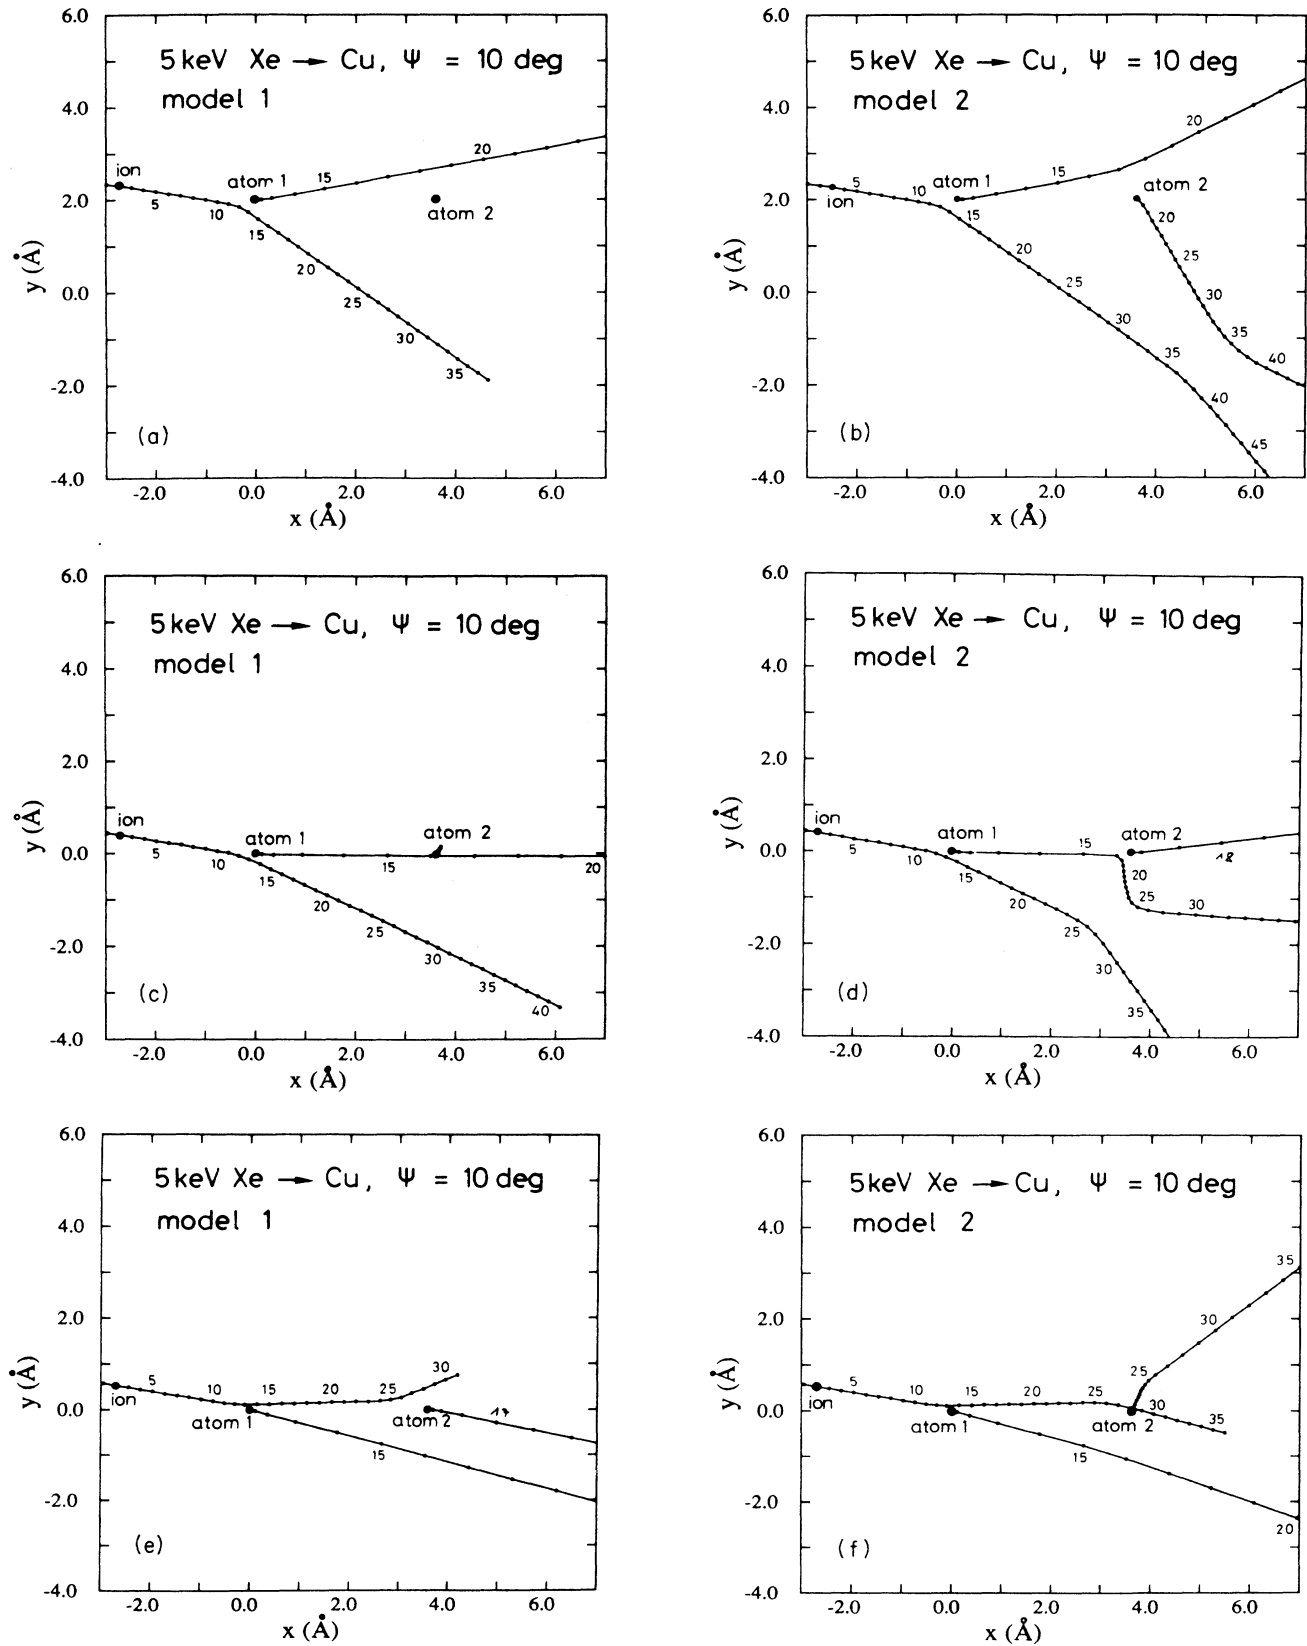 6.0
5 keV Xe → Cu, Ψ = 10 deg
model 1
4.0
ion
5
10
atom 1
15
20
2.0
atom 2
15
20
25
30
35
0.0
-2.0
-4.0
y (Å)
(a)
-2.0 0.0 2.0 4.0 6.0
x (Å)
6.0
5 keV Xe → Cu, Ψ = 10 deg
model 2
4.0
20
15
5
ion
10
atom 1
atom 2
2.0
15
20
25
30
35
40
45
20
25
30
35
40
0.0
-2.0
-4.0
y (Å)
(b)
-2.0 0.0 2.0 4.0 6.0
x (Å)
6.0
5 keV Xe → Cu, Ψ = 10 deg
model 1
4.0
2.0
ion
5
10
atom 1
atom 2
15
20
0.0
15
20
25
30
35
40
-2.0
-4.0
y (Å)
(c)
-2.0 0.0 2.0 4.0 6.0
x (Å)
6.0
5 keV Xe → Cu, Ψ = 10 deg
model 2
4.0
2.0
ion
5
10
atom 1
15
atom 2
18
0.0
20
25
30
15
20
25
30
35
-2.0
-4.0
y (Å)
(d)
-2.0 0.0 2.0 4.0 6.0
x (Å)
6.0
5 keV Xe → Cu, Ψ = 10 deg
model 1
4.0
2.0
ion
5
10
15
20
25
30
atom 1
atom 2
17
15
0.0
-2.0
-4.0
y (Å)
(e)
-2.0 0.0 2.0 4.0 6.0
x (Å)
6.0
5 keV Xe → Cu, Ψ = 10 deg
model 2
4.0
35
30
25
2.0
ion
5
10
15
20
25
30
35
atom 1
atom 2
15
20
0.0
-2.0
-4.0
y (Å)
(f)
-2.0 0.0 2.0 4.0 6.0
x (Å)